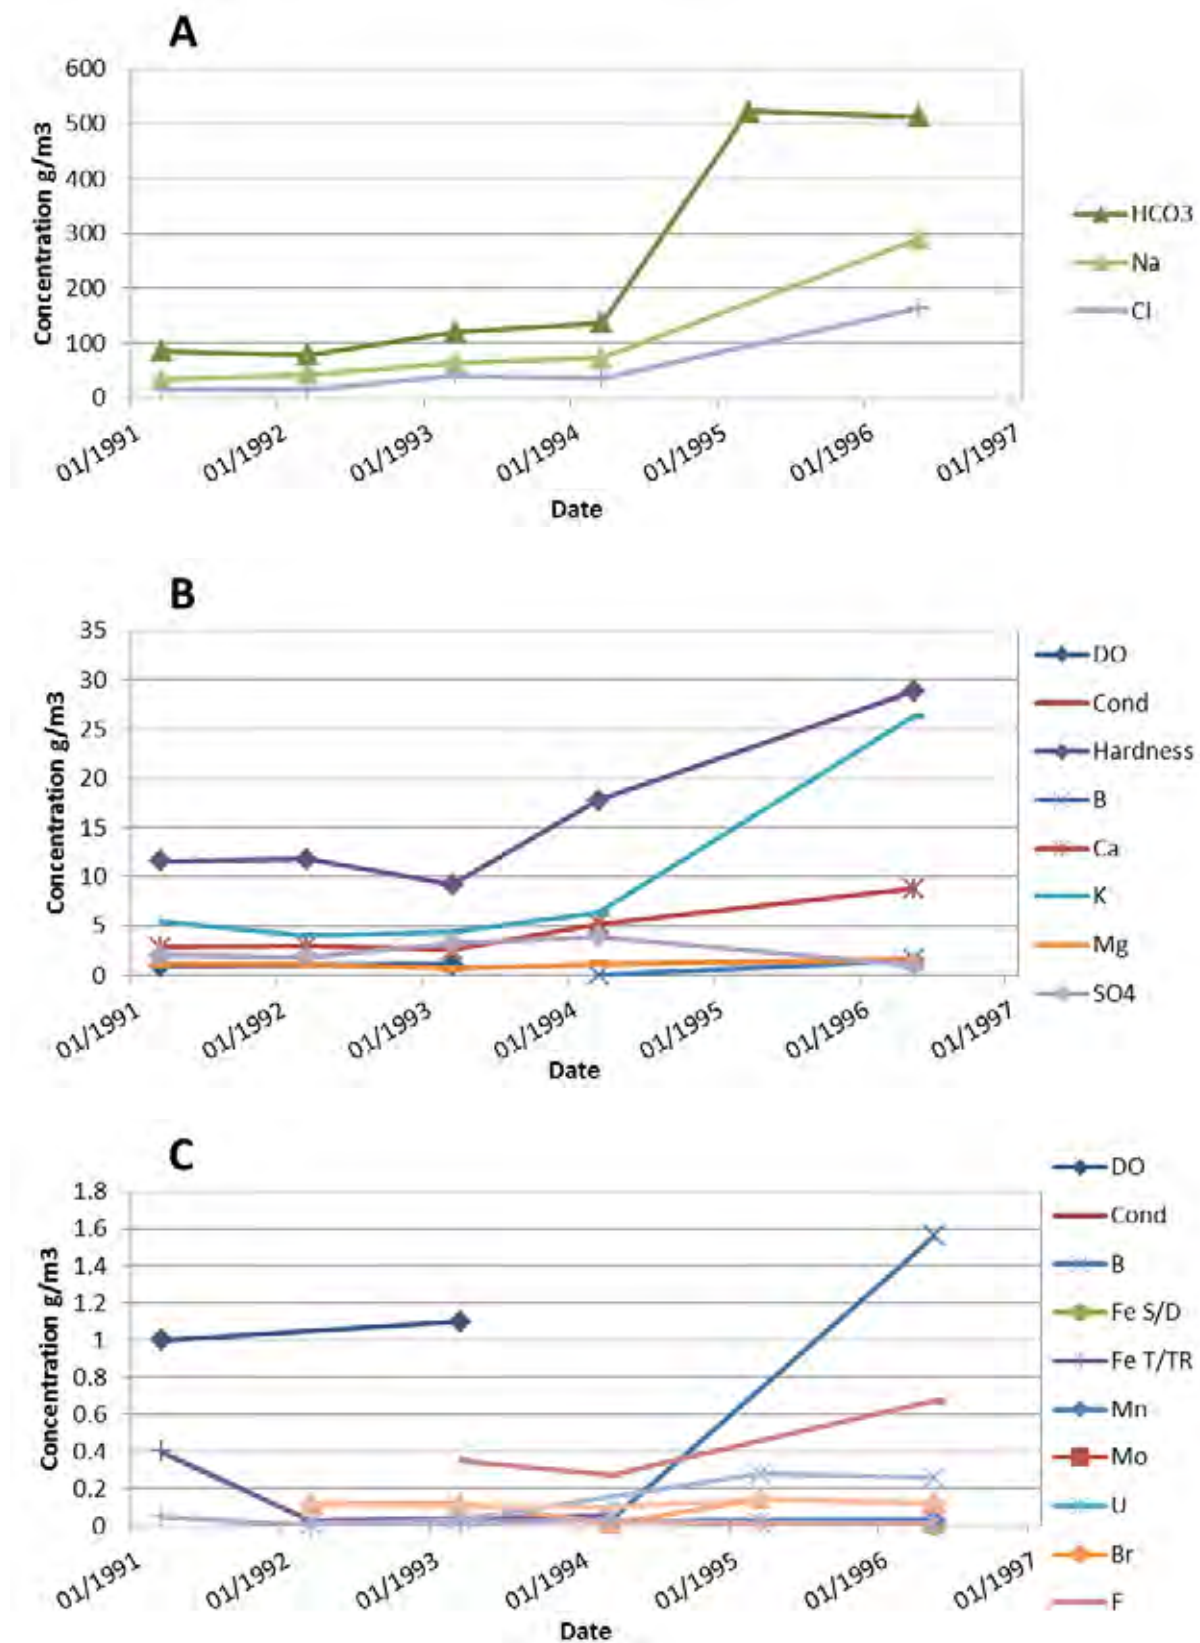 A
600
500
400
300
200
100
0
Concentration g/m3
01/1991
01/1992
01/1993
01/1994
01/1995
01/1996
01/1997
Date
HCO3
Na
Cl
B
35
30
25
20
15
10
5
0
Concentration g/m3
01/1991
01/1992
01/1993
01/1994
01/1995
01/1996
01/1997
Date
DO
Cond
Hardness
B
Ca
K
Mg
SO4
C
1.8
1.6
1.4
1.2
1
0.8
0.6
0.4
0.2
0
Concentration g/m3
01/1991
01/1992
01/1993
01/1994
01/1995
01/1996
01/1997
Date
DO
Cond
B
Fe S/D
Fe T/TR
Mn
Mo
U
Br
F